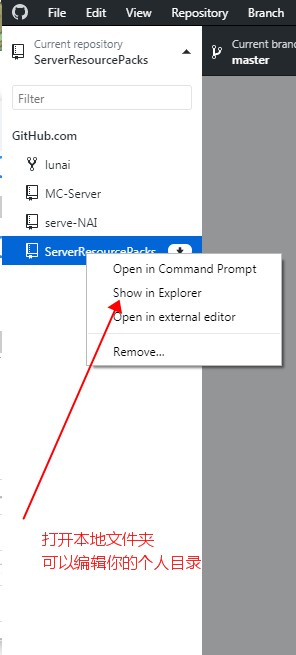 File Edit View Repository Branch
Current repository
ServerResourcePacks
Current branc
master
Filter
GitHub.com
lunai
MC-Server
serve-NAI
ServerResourcePacks
Open in Command Prompt
Show in Explorer
Open in external editor
Remove...
打开本地文件夹
可以编辑你的个人目录